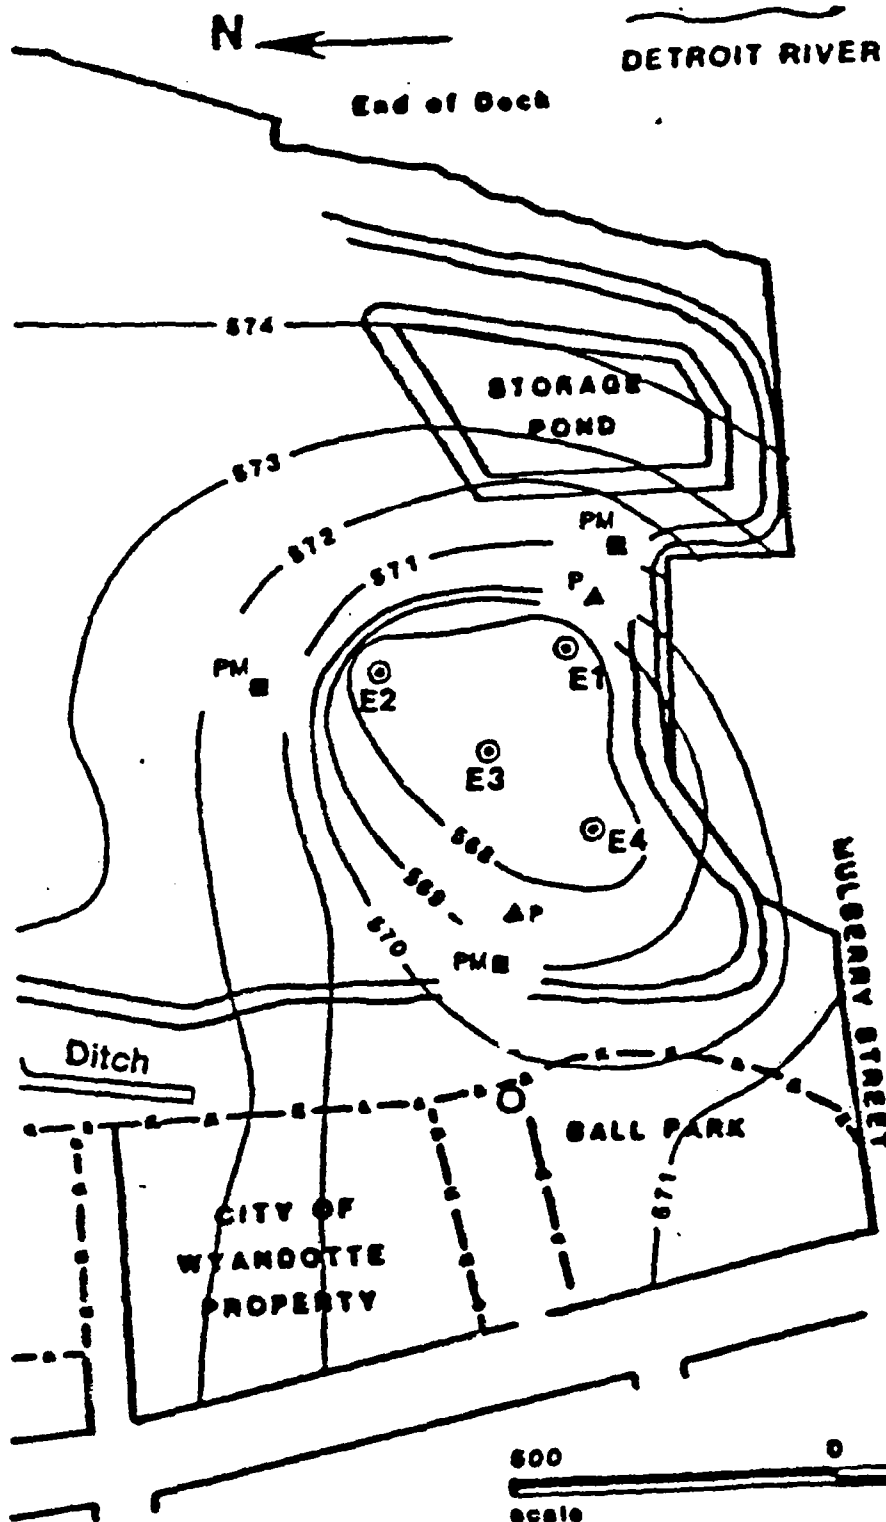 N
DETROIT RIVER
End of Dock
574
STORAGE
POND
573
PM
572
571
P
PM
E1
E2
E3
E4
568
569
P
570
PM
MULBERRY STREET
Ditch
BALL PARK
571
CITY OF
WYANDOTTE
PROPERTY
500 0
scale